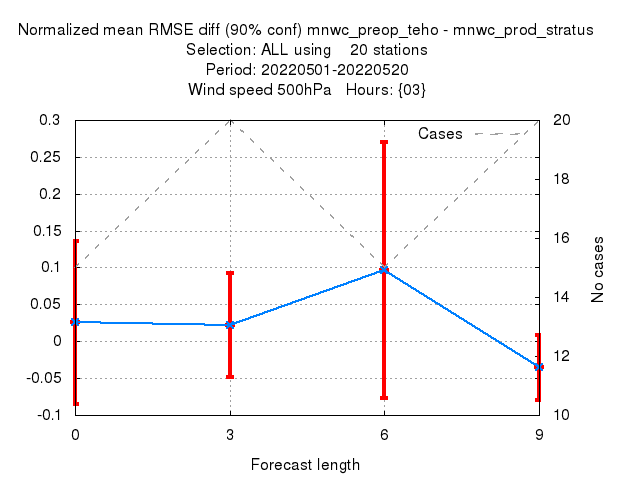 Normalized mean RMSE diff (90% conf) mnwc_preop_teho - mnwc_prod_stratus
Selection: ALL using    20 stations
Period: 20220501-20220520
Wind speed 500hPa   Hours: {03}
Cases
0.3
0.25
0.2
0.15
0.1
0.05
0
-0.05
-0.1
20
18
16
14
12
10
No cases
0 3 6 9
Forecast length